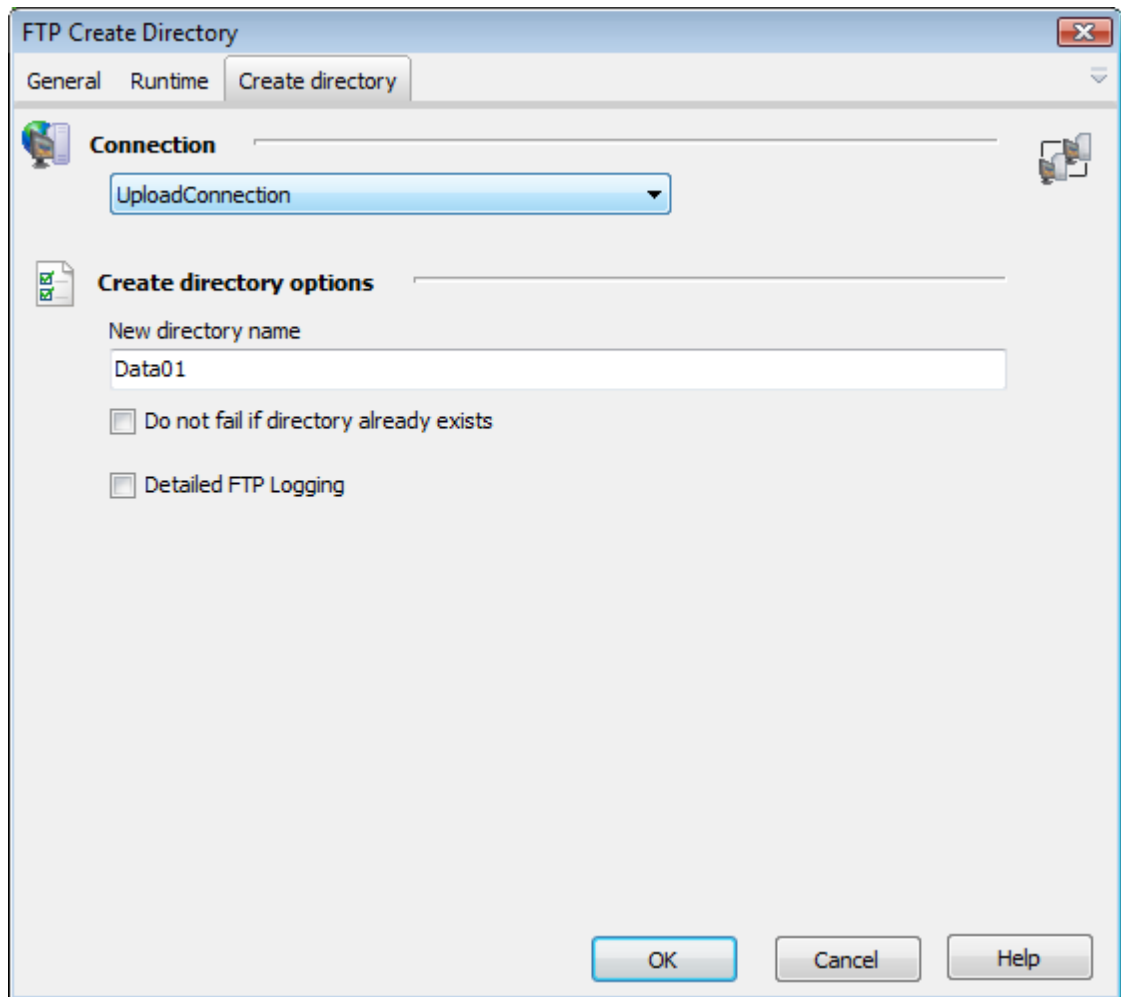 FTP Create Directory
General Runtime Create directory
Connection
UploadConnection
Create directory options
New directory name
Data01
Do not fail if directory already exists
Detailed FTP Logging
OK Cancel Help